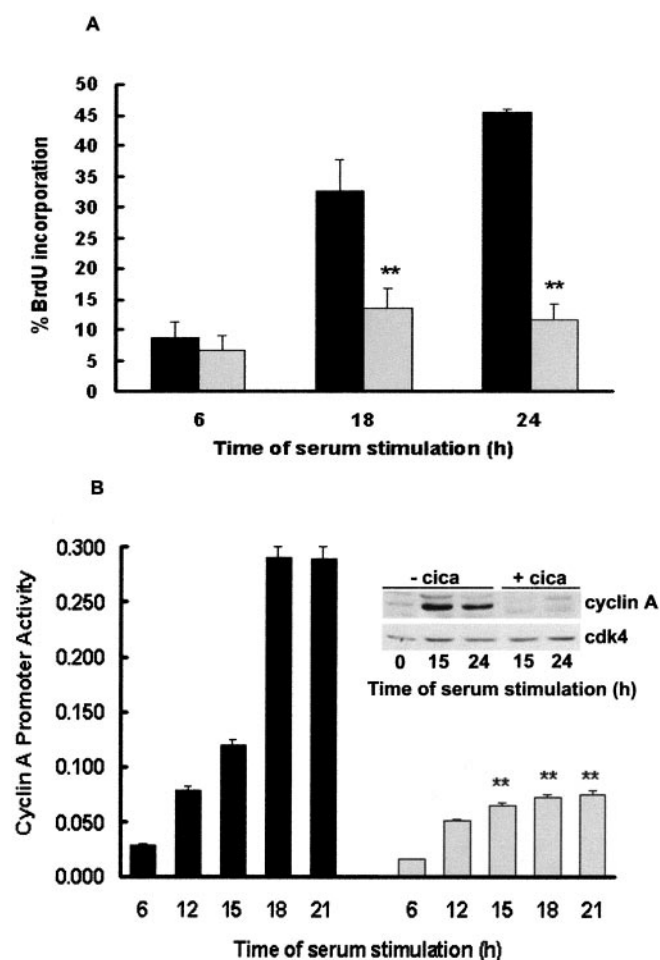 A
% BrdU incorporation
50
45
40
35
30
25
20
15
10
5
0
**
**
6 18 24
Time of serum stimulation (h)
B
Cyclin A Promoter Activity
0.300
0.250
0.200
0.150
0.100
0.050
0.000
- cica + cica
cyclin A
cdk4
0 15 24 15 24
Time of serum stimulation (h)
** ** **
6 12 15 18 21 6 12 15 18 21
Time of serum stimulation (h)